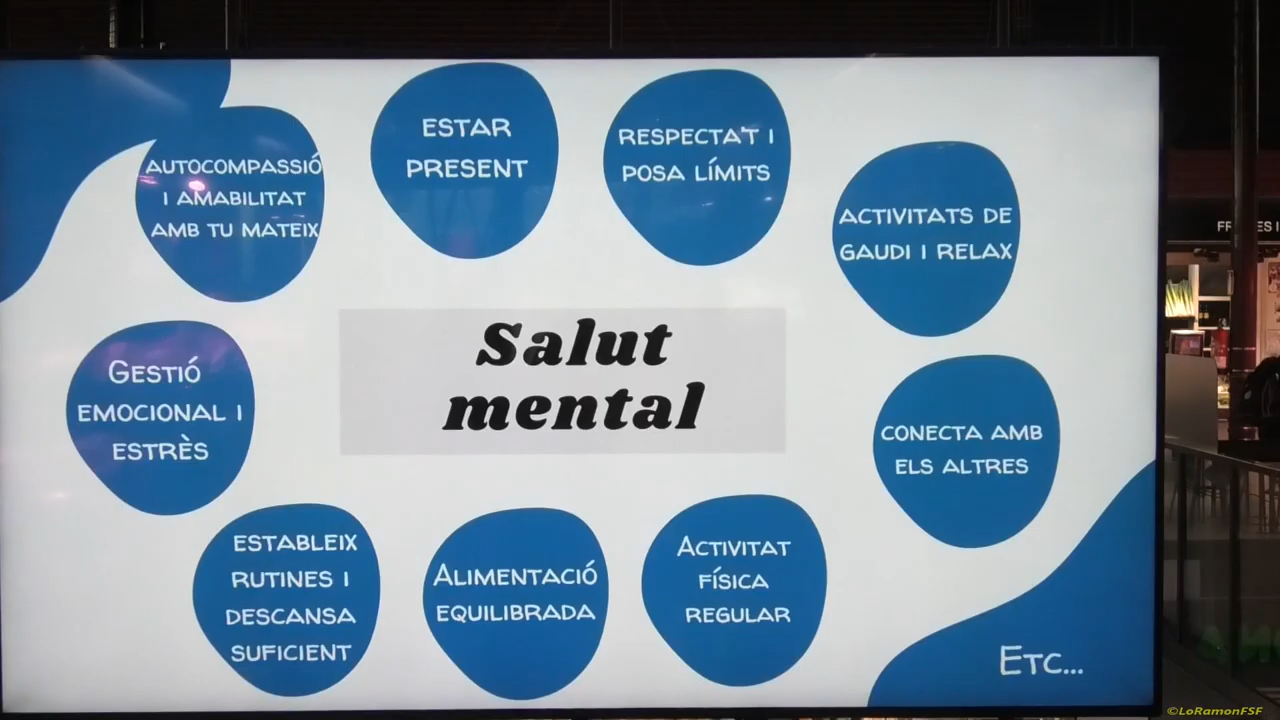 AUTOCOMPASSIÓ
I AMABILITAT
AMB TU MATEIX
ESTAR
PRESENT
RESPECTA'T I
POSA LÍMITS
ACTIVITATS DE
GAUDI I RELAX
Salut
mental
GESTIÓ
EMOCIONAL I
ESTRÈS
CONECTA AMB
ELS ALTRES
ESTABLEIX
RUTINES I
DESCANSA
SUFICIENT
ALIMENTACIÓ
EQUILIBRADA
ACTIVITAT
FÍSICA
REGULAR
ETC...
©LoRamonFSF